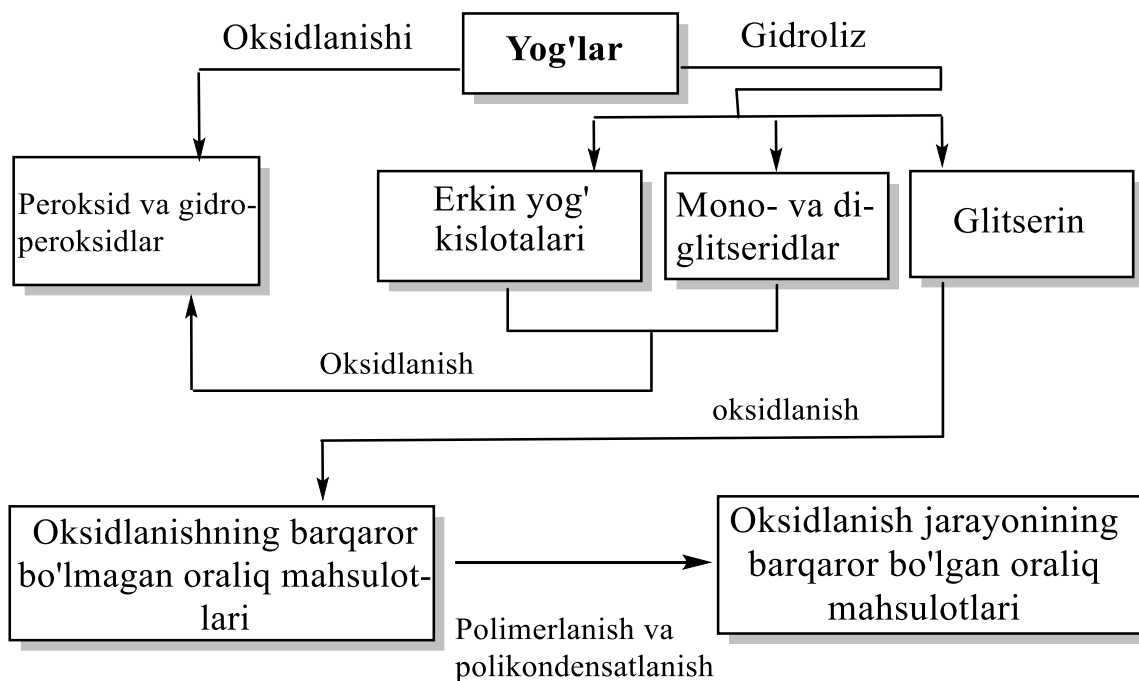 Oksidlanishi
Yog'lar
Gidroliz
Peroksid va gidro-
peroksidlar
Erkin yog'
kislotalari
Mono- va di-
glitseridlar
Glitserin
Oksidlanish
oksidlanish
Oksidlanishning barqaror
bo'lmagan oraliq mahsulot-
lari
Polimerlanish va
polikondensatlanish
Oksidlanish jarayonining
barqaror bo'lgan oraliq
mahsulotlari